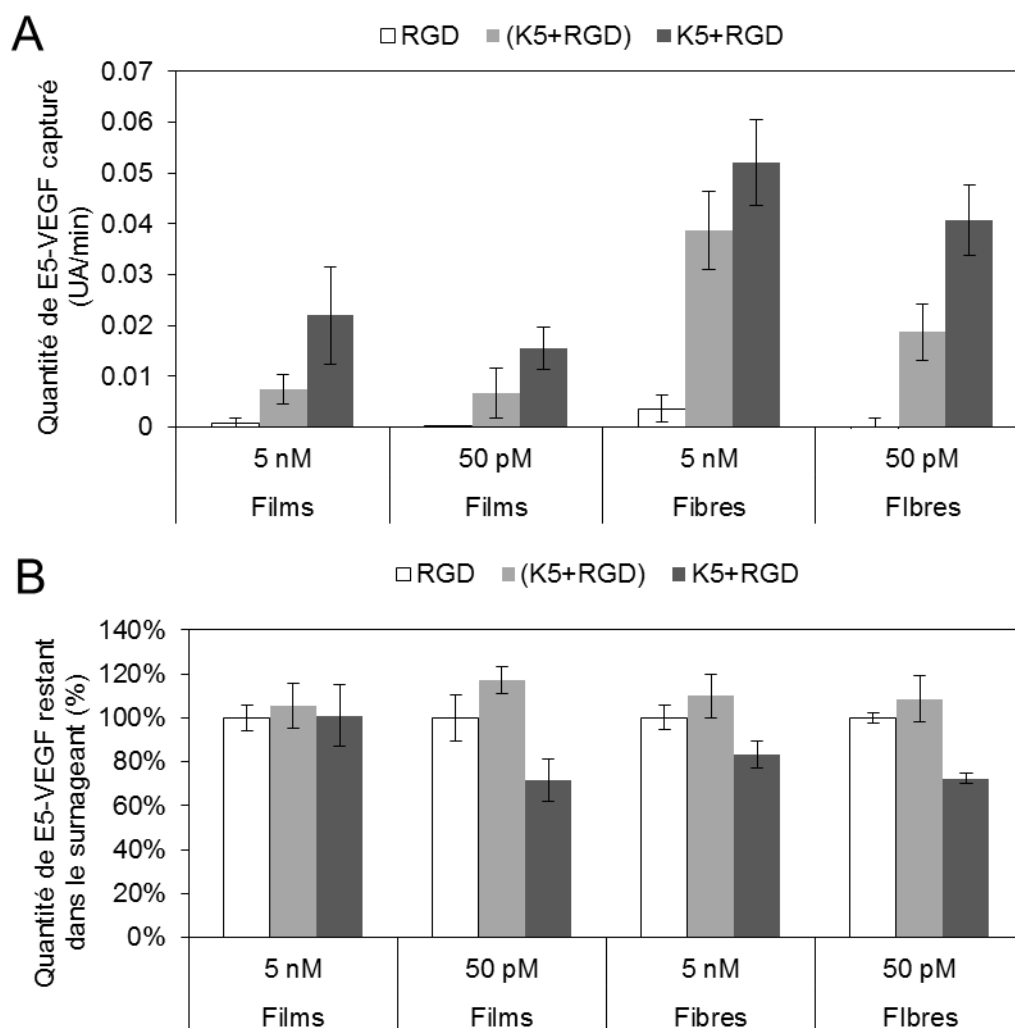 A
RGD (K5+RGD) K5+RGD
Quantité de E5-VEGF capturé
(UA/min)
0.07
0.06
0.05
0.04
0.03
0.02
0.01
0
5 nM 50 pM 5 nM 50 pM
Films Films Fibres FIbres
B
RGD (K5+RGD) K5+RGD
Quantité de E5-VEGF restant
dans le surnageant (%)
140%
120%
100%
80%
60%
40%
20%
0%
5 nM 50 pM 5 nM 50 pM
Films Films Fibres FIbres